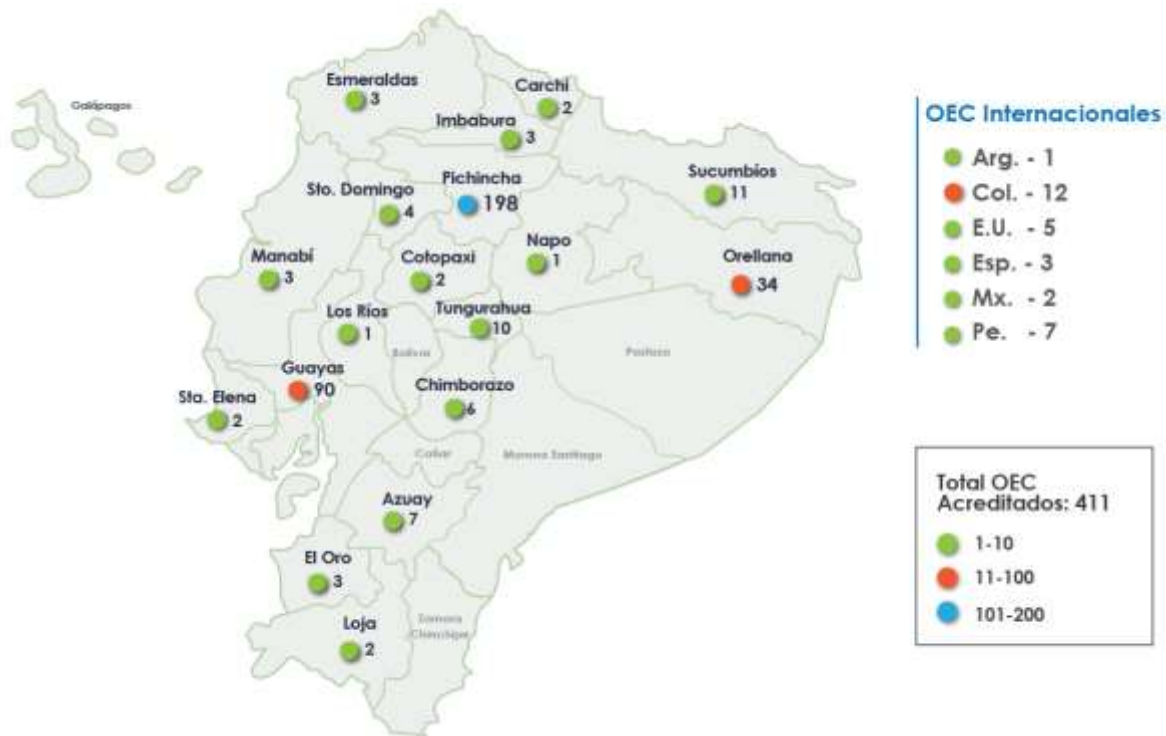 Esmeraldas
3
Carchi
2
Galápagos
Imbabura
3
OEC Internacionales
Arg. - 1
Col. - 12
E.U. - 5
Esp. - 3
Mx. - 2
Pe. - 7
Pichincha
198
Sucumbíos
11
Sto. Domingo
4
Napo
1
Manabí
3
Cotopaxi
2
Orellana
34
Los Ríos
1
Tungurahua
10
Bolívar
Pastaza
Guayas
90
Chimborazo
6
Sta. Elena
2
Cañar
Morona Santiago
Total OEC
Acreditados: 411
1-10
11-100
101-200
Azuay
7
El Oro
3
Loja
2
Zamora
Chinchipe